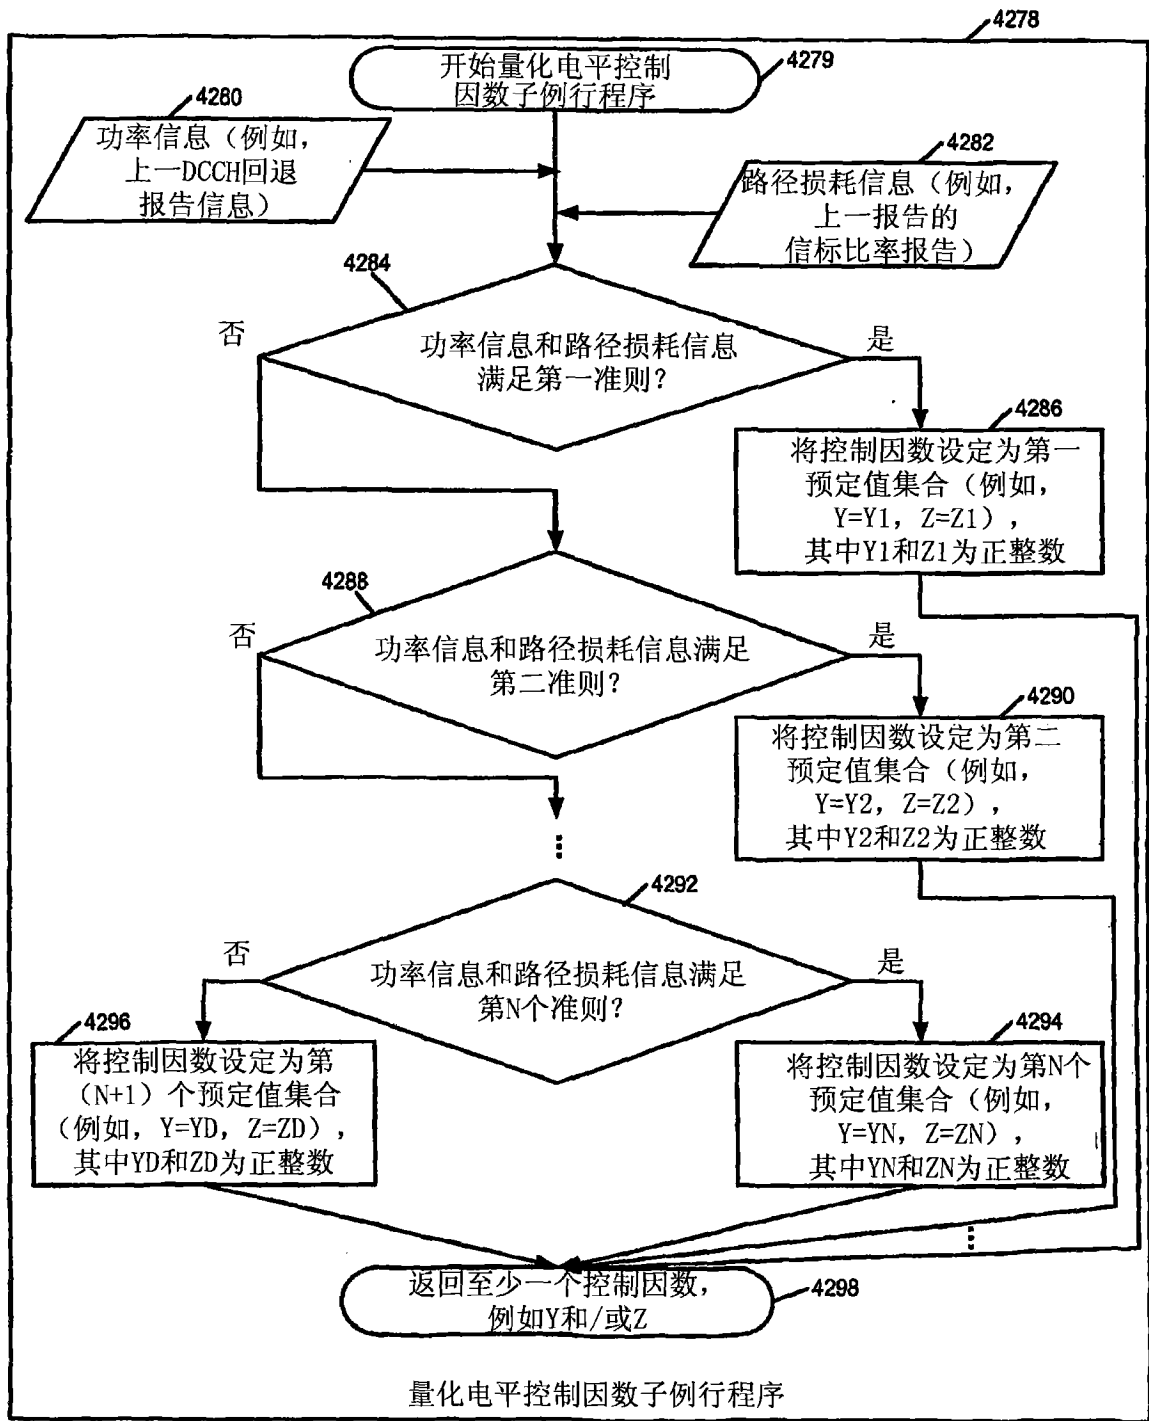 4278
开始量化电平控制
因数子例行程序
4279
4280
功率信息（例如，
上一DCCH回退
报告信息）
4282
路径损耗信息（例如，
上一报告的
信标比率报告）
4284
否
功率信息和路径损耗信息
满足第一准则？
是
4286
将控制因数设定为第一
预定值集合（例如，
Y=Y1，Z=Z1），
其中Y1和Z1为正整数
4288
否
功率信息和路径损耗信息满足
第二准则？
是
4290
将控制因数设定为第二
预定值集合（例如，
Y=Y2，Z=Z2），
其中Y2和Z2为正整数
4292
否
功率信息和路径损耗信息满足
第N个准则？
是
4296
将控制因数设定为第
（N+1）个预定值集合
（例如，Y=YD，Z=ZD），
其中YD和ZD为正整数
4294
将控制因数设定为第N个
预定值集合（例如，
Y=YN，Z=ZN），
其中YN和ZN为正整数
返回至少一个控制因数，
例如Y和/或Z
4298
量化电平控制因数子例行程序